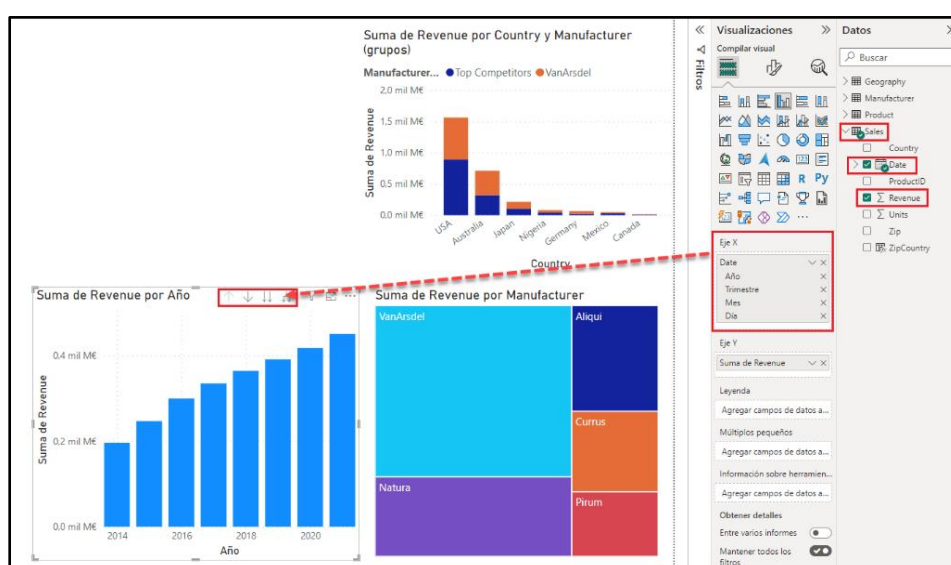 Suma de Revenue por Country y Manufacturer
(grupos)
Manufacturer... Top Competitors VanArsdel
2,0 mil M€
1,5 mil M€
1,0 mil M€
0,5 mil M€
0,0 mil M€
Suma de Revenue
USA
Australia
Japan
Nigeria
Germany
Mexico
Canada
Country
Suma de Revenue por Año
0,4 mil M€
0,2 mil M€
0,0 mil M€
Suma de Revenue
2014 2016 2018 2020
Año
Suma de Revenue por Manufacturer
VanArsdel
Natura
Aliqui
Currus
Pirum
Filtros
Visualizaciones
Compilar visual
R Py
123
...
Eje X
Date
Año
Trimestre
Mes
Día
Eje Y
Suma de Revenue
Leyenda
Agregar campos de datos a...
Múltiplos pequeños
Agregar campos de datos a...
Información sobre herramien...
Agregar campos de datos a...
Obtener detalles
Entre varios informes
Mantener todos los
filtros
Datos
Buscar
Geography
Manufacturer
Product
Sales
Country
Date
ProductID
∑ Revenue
∑ Units
Zip
ZipCountry